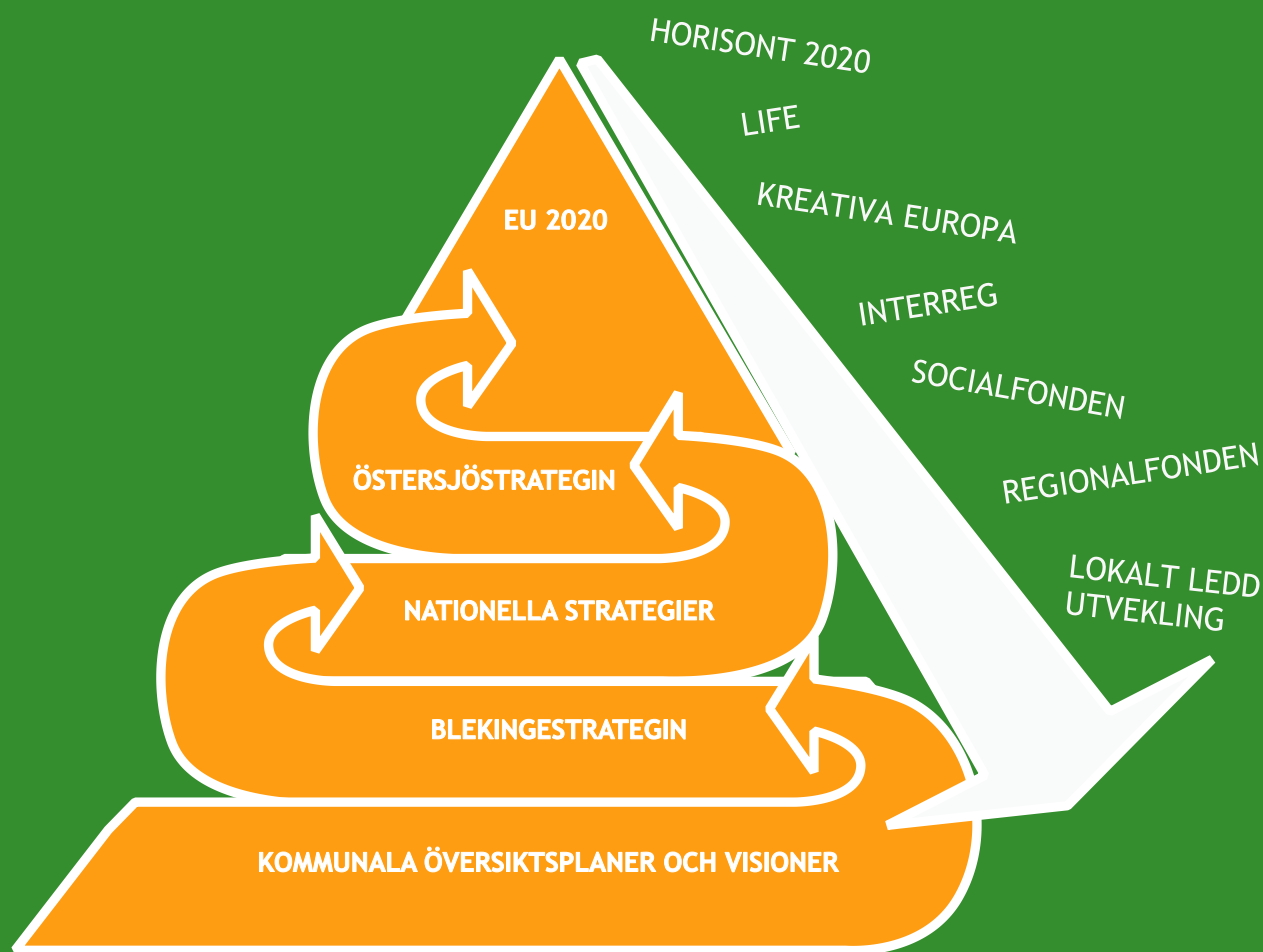 HORISONT 2020
LIFE
KREATIVA EUROPA
INTERREG
SOCIALFONDEN
REGIONALFONDEN
LOKALT LEDD
UTVEKLING
EU 2020
ÖSTERSJÖSTRATEGIN
NATIONELLA STRATEGIER
BLEKINGESTRATEGIN
KOMMUNALA ÖVERSIKTSPLANER OCH VISIONER